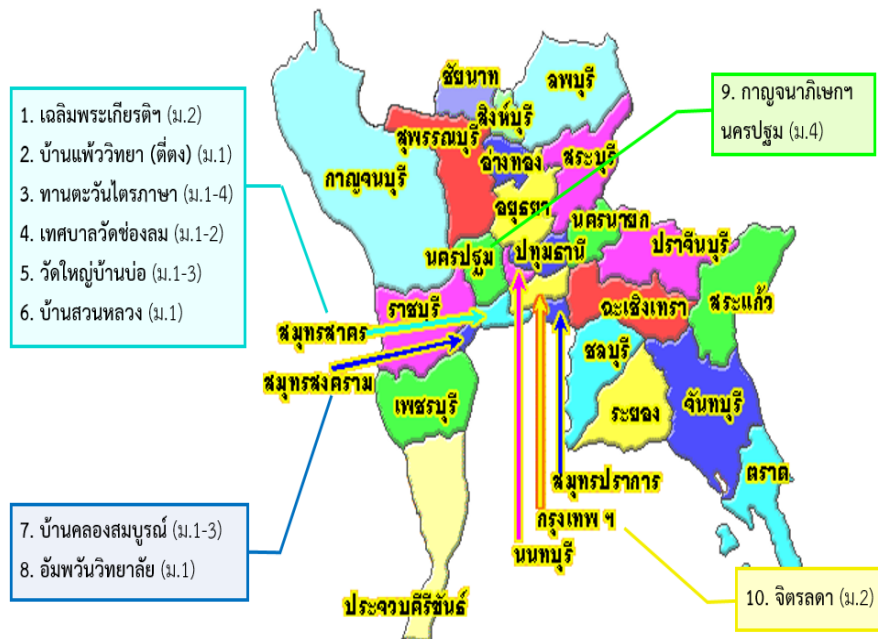 ชัยนาท
ลพบุรี
สิงห์บุรี
สุพรรณบุรี
อ่างทอง
สระบุรี
กาญจนบุรี
อยุธยา
นครนายก
นครปฐม
ปทุมธานี
ปราจีนบุรี
ราชบุรี
ฉะเชิงเทรา
สระแก้ว
สมุทรสาคร
ชลบุรี
สมุทรสงคราม
เพชรบุรี
ระยอง
จันทบุรี
ตราด
สมุทรปราการ
กรุงเทพ ฯ
นนทบุรี
ประจวบคีรีขันธ์
1. เฉลิมพระเกียรติฯ (ม.2)
2. บ้านแพ้ววิทยา (ตี่ตง) (ม.1)
3. ทานตะวันไตรภาษา (ม.1-4)
4. เทศบาลวัดช่องลม (ม.1-2)
5. วัดใหญ่บ้านบ่อ (ม.1-3)
6. บ้านสวนหลวง (ม.1)
7. บ้านคลองสมบูรณ์ (ม.1-3)
8. อัมพวันวิทยาลัย (ม.1)
9. กาญจนาภิเษกฯ
นครปฐม (ม.4)
10. จิตรลดา (ม.2)